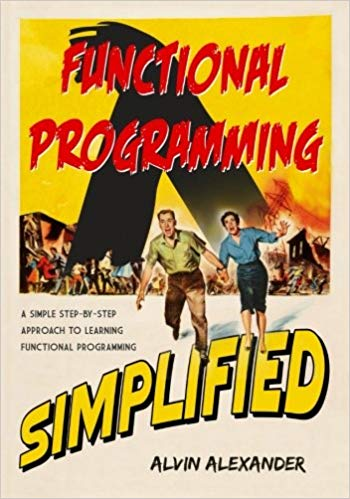 FUNCTIONAL
PROGRAMMING
A SIMPLE STEP-BY-STEP
APPROACH TO LEARNING
FUNCTIONAL PROGRAMMING
SIMPLIFIED
ALVIN ALEXANDER